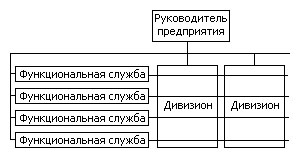 Руководитель
предприятия
Функциональная служба
Функциональная служба
Дивизион Дивизион
Функциональная служба
Функциональная служба